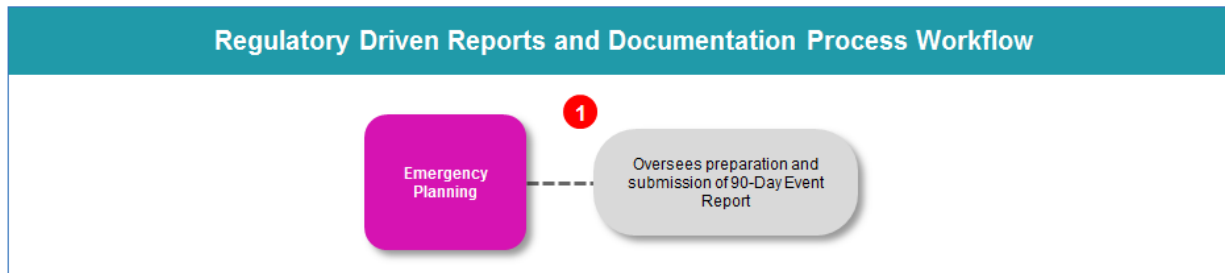 Regulatory Driven Reports and Documentation Process Workflow
1
Emergency
Planning
Oversees preparation and
submission of 90-Day Event
Report